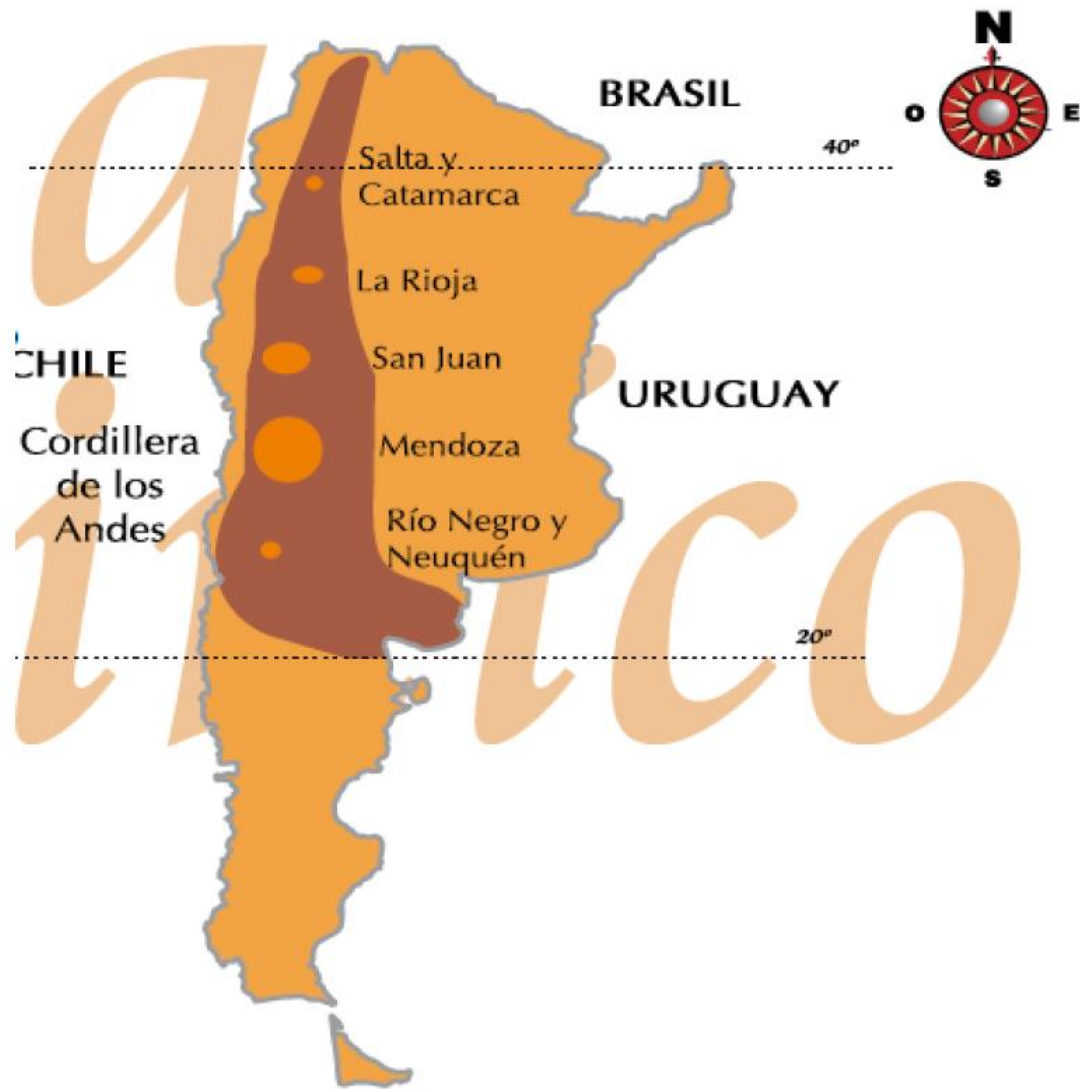 N
BRASIL
O
E
40º
S
Salta y
Catamarca
La Rioja
CHILE
San Juan
URUGUAY
Cordillera
de los
Andes
Mendoza
Río Negro y
Neuquén
20º